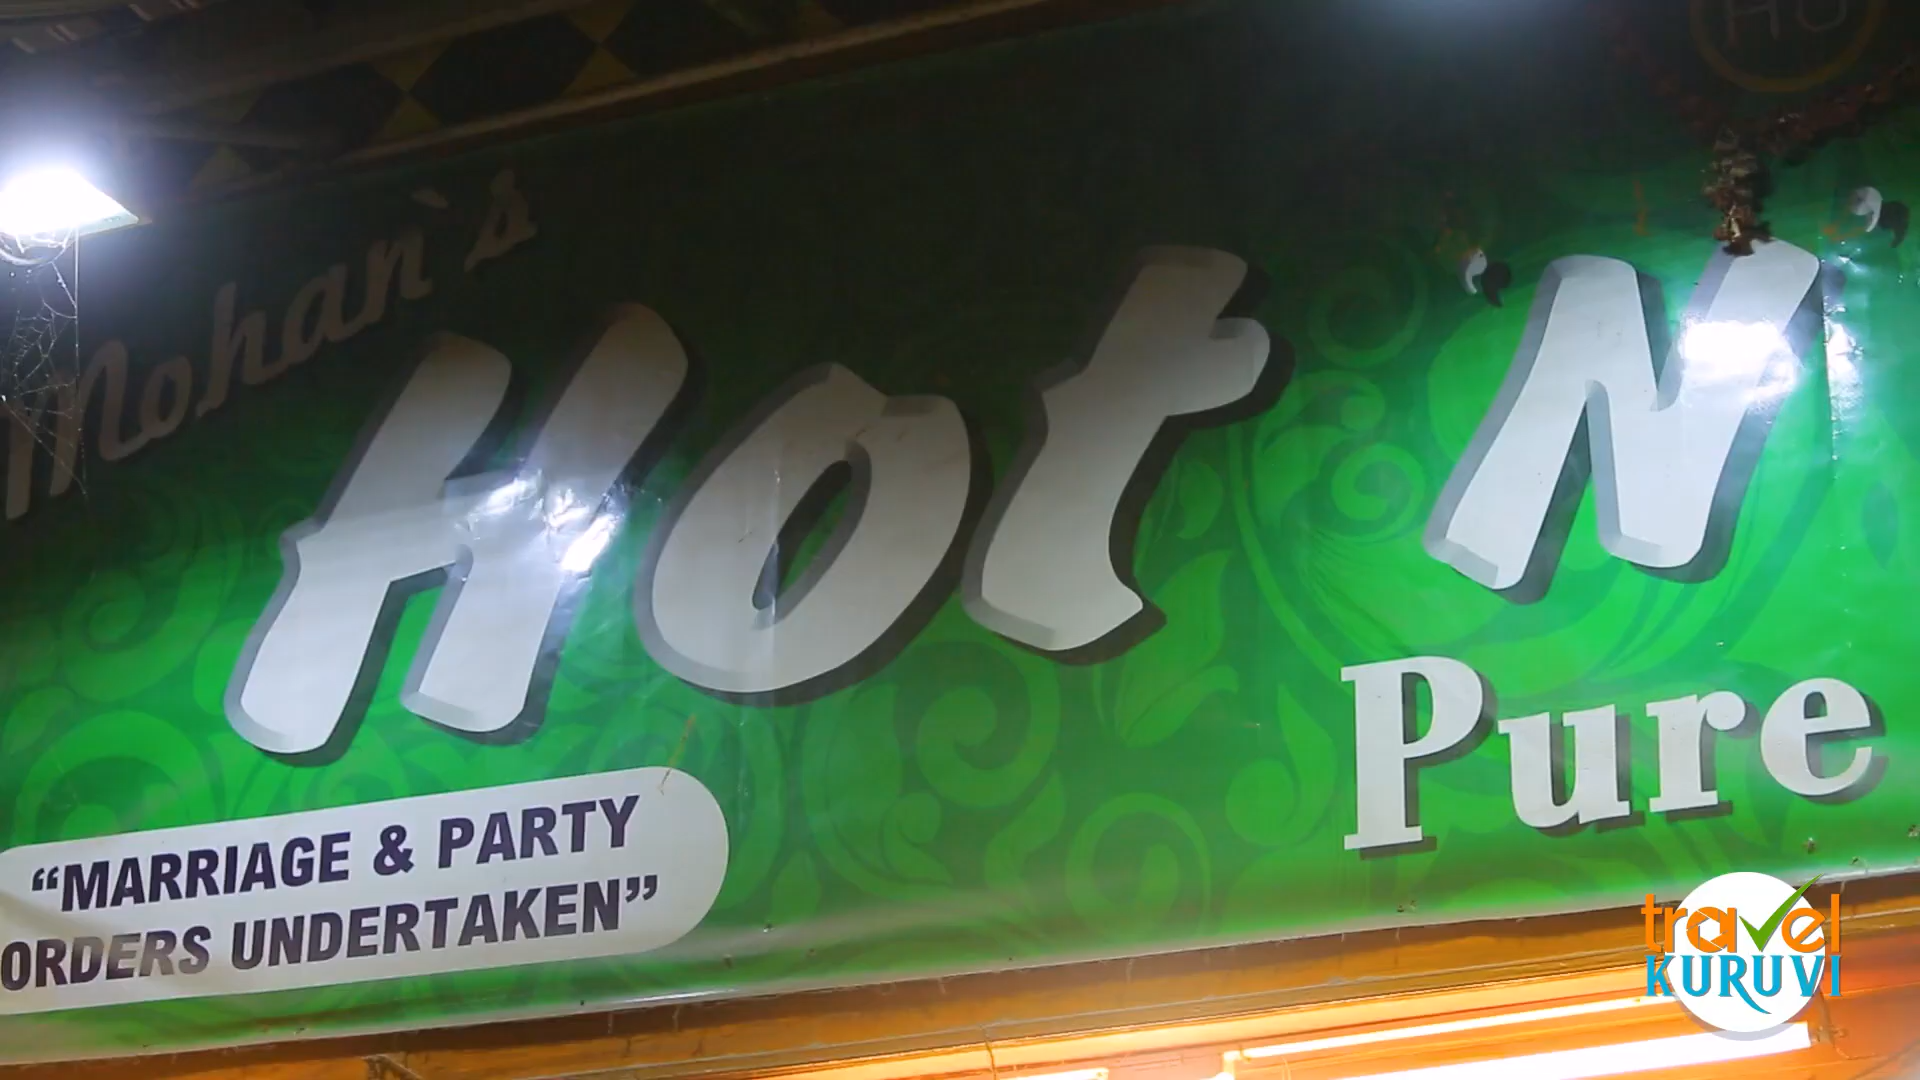 Mohan's
Hot 'N'
Pure
“MARRIAGE & PARTY
ORDERS UNDERTAKEN”
travel
KURUVI